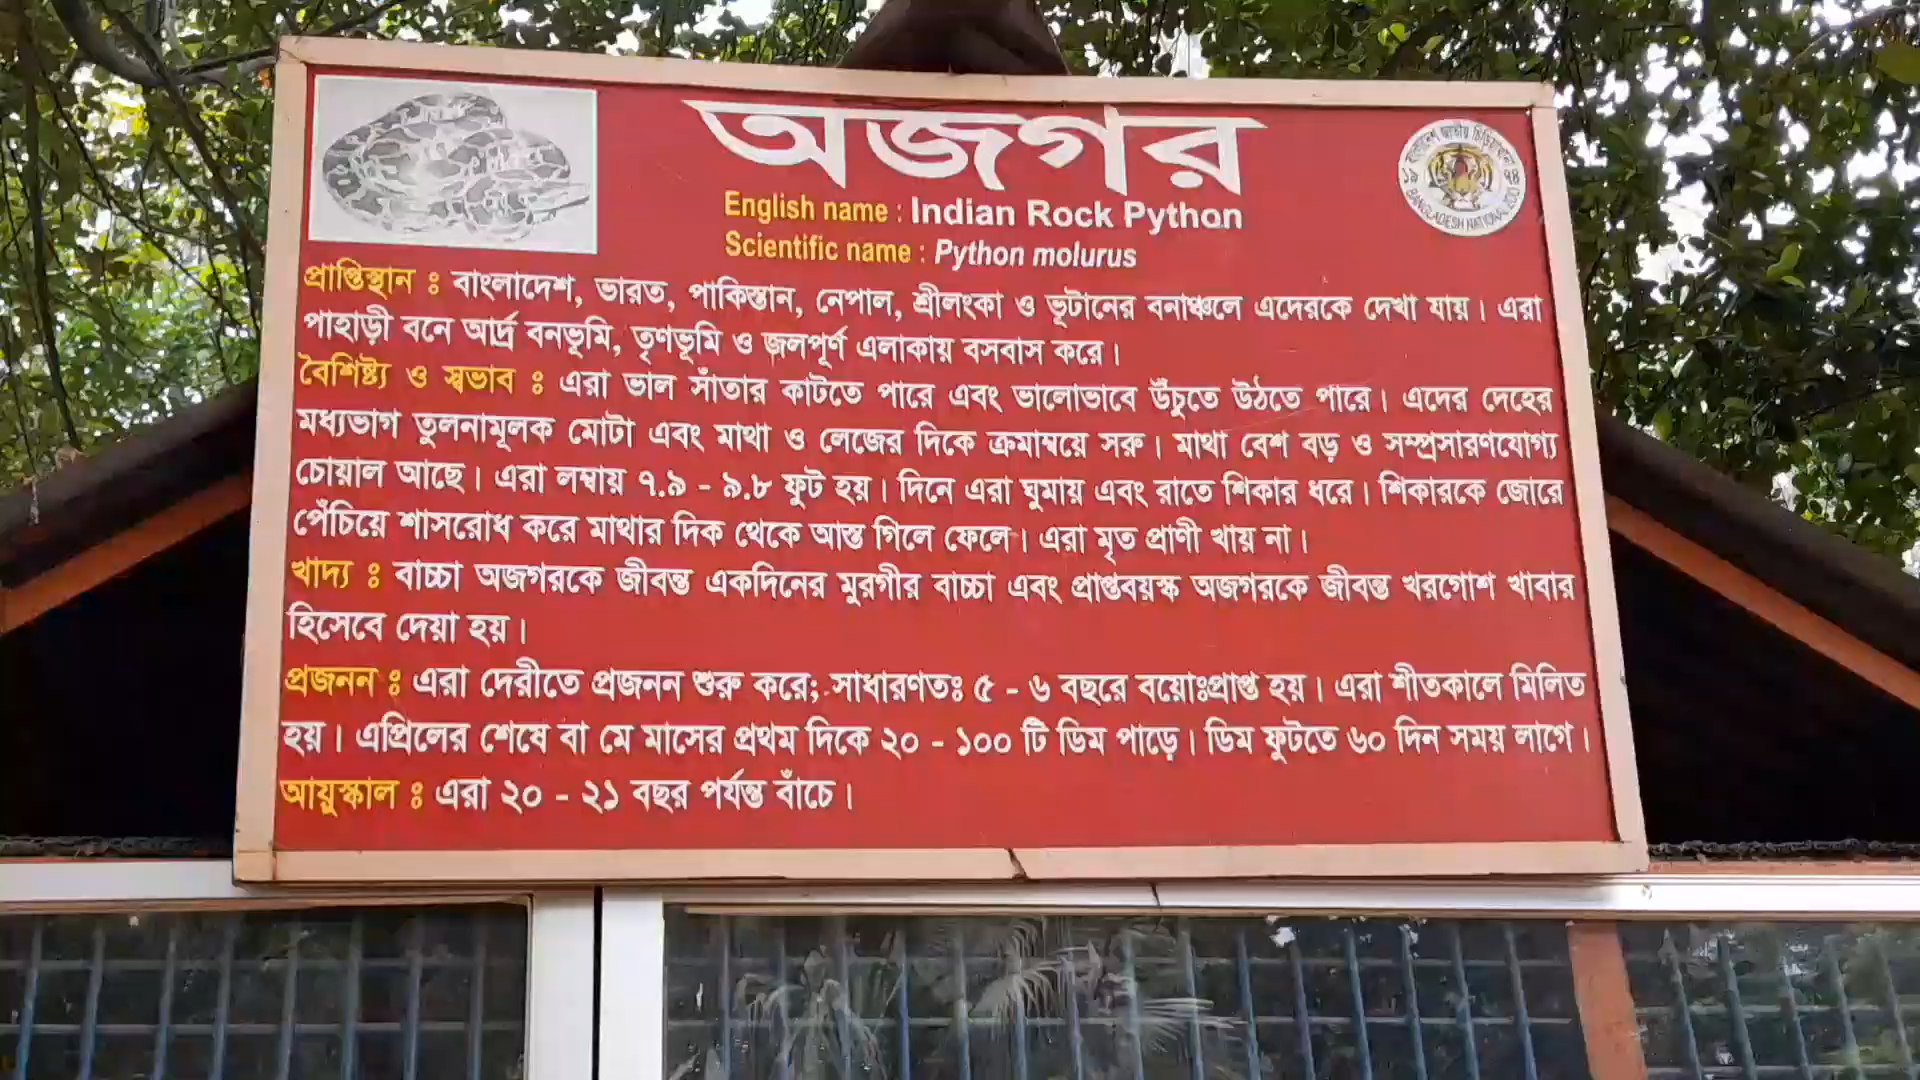 অজগর
English name : Indian Rock Python
Scientific name : Python molurus
বাংলাদেশ জাতীয় চিড়িয়াখানা
১৯ ৭৪
BANGLADESH NATIONAL ZOO
প্রাপ্তিস্থান ঃ বাংলাদেশ, ভারত, পাকিস্তান, নেপাল, শ্রীলংকা ও ভূটানের বনাঞ্চলে এদেরকে দেখা যায়। এরা
পাহাড়ী বনে আর্দ্র বনভূমি, তৃণভূমি ও জলপূর্ণ এলাকায় বসবাস করে।
বৈশিষ্ট্য ও স্বভাব ঃ এরা ভাল সাঁতার কাটতে পারে এবং ভালোভাবে উঁচুতে উঠতে পারে। এদের দেহের
মধ্যভাগ তুলনামূলক মোটা এবং মাথা ও লেজের দিকে ক্রমান্বয়ে সরু। মাথা বেশ বড় ও সম্প্রসারণযোগ্য
চোয়াল আছে। এরা লম্বায় ৭.৯ - ৯.৮ ফুট হয়। দিনে এরা ঘুমায় এবং রাতে শিকার ধরে। শিকারকে জোরে
পেঁচিয়ে শাসরোধ করে মাথার দিক থেকে আস্ত গিলে ফেলে। এরা মৃত প্রাণী খায় না।
খাদ্য ঃ বাচ্চা অজগরকে জীবন্ত একদিনের মুরগীর বাচ্চা এবং প্রাপ্তবয়স্ক অজগরকে জীবন্ত খরগোশ খাবার
হিসেবে দেয়া হয়।
প্রজনন ঃ এরা দেরীতে প্রজনন শুরু করে; সাধারণতঃ ৫ - ৬ বছরে বয়োঃপ্রাপ্ত হয়। এরা শীতকালে মিলিত
হয়। এপ্রিলের শেষে বা মে মাসের প্রথম দিকে ২০ - ১০০ টি ডিম পাড়ে। ডিম ফুটতে ৬০ দিন সময় লাগে।
আয়ুস্কাল ঃ এরা ২০ - ২১ বছর পর্যন্ত বাঁচে।